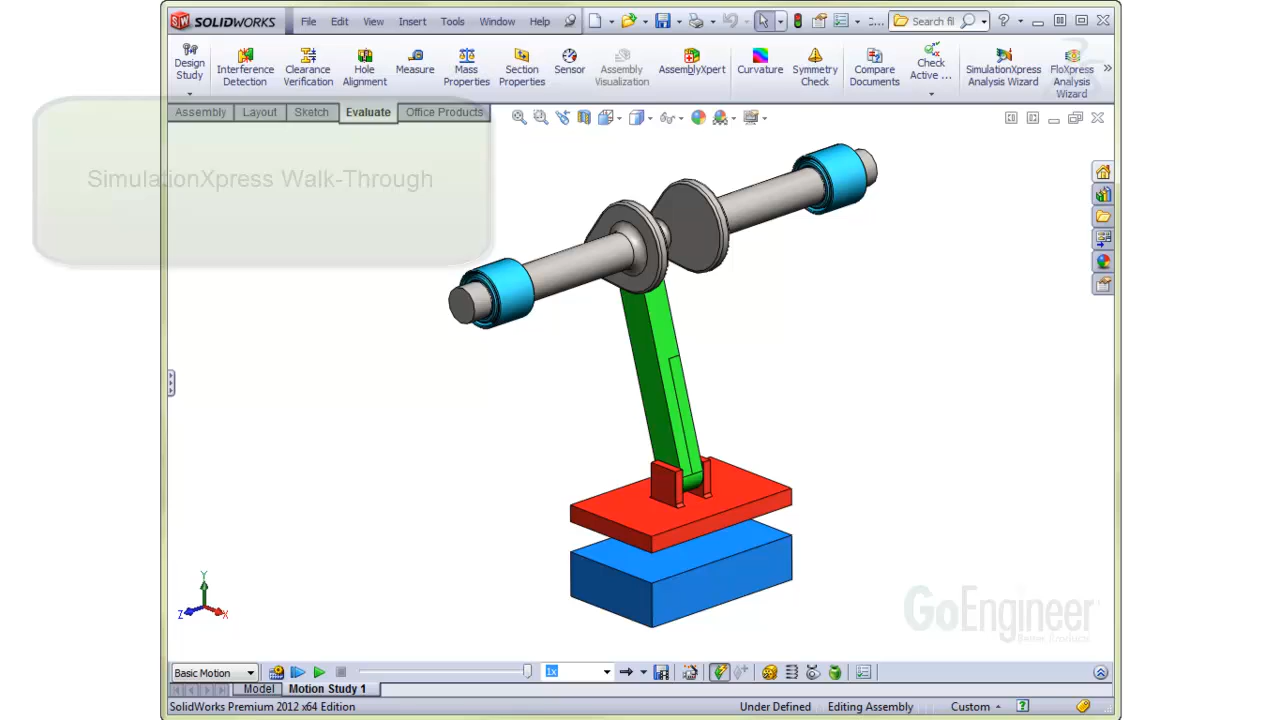 SOLIDWORKS File Edit View Insert Tools Window Help Search fil
Design Study
Interference Detection
Clearance Verification
Hole Alignment
Measure
Mass Properties
Section Properties
Sensor
Assembly Visualization
AssemblyXpert
Curvature
Symmetry Check
Compare Documents
Check Active ...
SimulationXpress Analysis Wizard
FloXpress Analysis Wizard
Assembly Layout Sketch Evaluate Office Products
SimulationXpress Walk-Through
Y
Z X
GoEngineer
Better Products.
Basic Motion 1x
Model Motion Study 1
SolidWorks Premium 2012 x64 Edition Under Defined Editing Assembly Custom